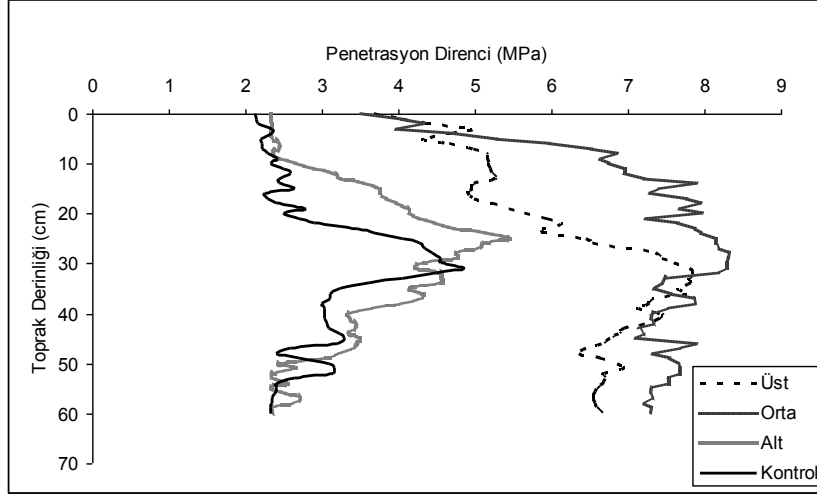 Penetrasyon Direnci (MPa)
0 1 2 3 4 5 6 7 8 9
Toprak Derinliği (cm)
0
10
20
30
40
50
60
70
Üst
Orta
Alt
Kontrol